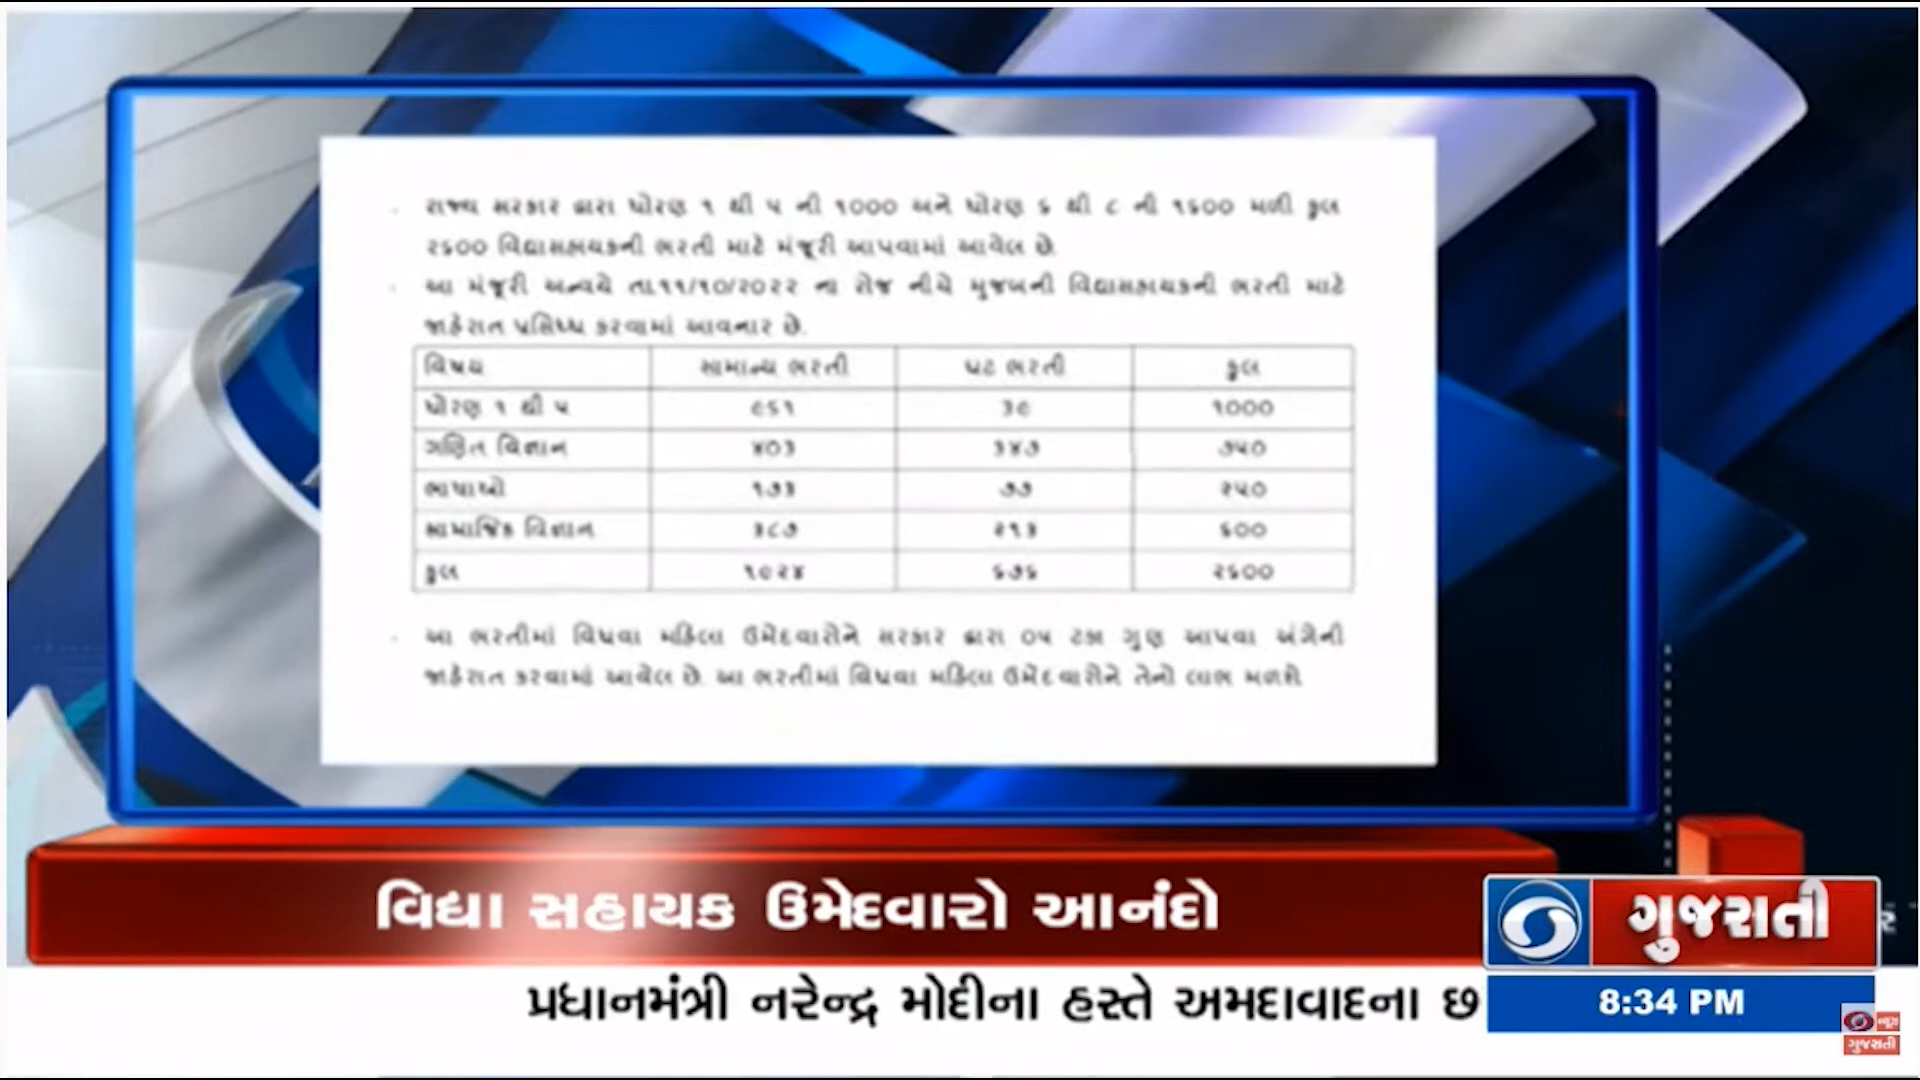 - રાજ્ય સરકાર દ્વારા ધોરણ ૧ થી ૫ ની ૧૦૦૦ અને ધોરણ ૬ થી ૮ ની ૧૬૦૦ મળી કુલ
૨૬૦૦ વિદ્યાસહાયકની ભરતી માટે મંજૂરી આપવામાં આવેલ છે.
- આ મંજૂરી અન્વયે તા.૧૧/૧૦/૨૦૨૨ ના રોજ નીચે મુજબની વિદ્યાસહાયકની ભરતી માટે
જાહેરાત પ્રસિધ્ધ કરવામાં આવનાર છે.
વિષય સામાન્ય ભરતી ઘટ ભરતી કુલ
ધોરણ ૧ થી ૫ ૯૬૧ ૩૯ ૧૦૦૦
ગણિત વિજ્ઞાન ૪૦૩ ૩૪૭ ૭૫૦
ભાષાઓ ૧૭૩ ૭૭ ૨૫૦
સામાજિક વિજ્ઞાન ૩૮૭ ૨૧૩ ૬૦૦
કુલ ૧૯૨૪ ૬૭૬ ૨૬૦૦
- આ ભરતીમાં વિધવા મહિલા ઉમેદવારોને સરકાર દ્વારા ૦૫ ટકા ગુણ આપવા અંગેની
જાહેરાત કરવામાં આવેલ છે. આ ભરતીમાં વિધવા મહિલા ઉમેદવારોને તેનો લાભ મળશે.
વિદ્યા સહાયક ઉમેદવારો આનંદો
ગુજરાતી
પ્રધાનમંત્રી નરેન્દ્ર મોદીના હસ્તે અમદાવાદના છ
8:34 PM
ન્યૂઝ
ગુજરાતી